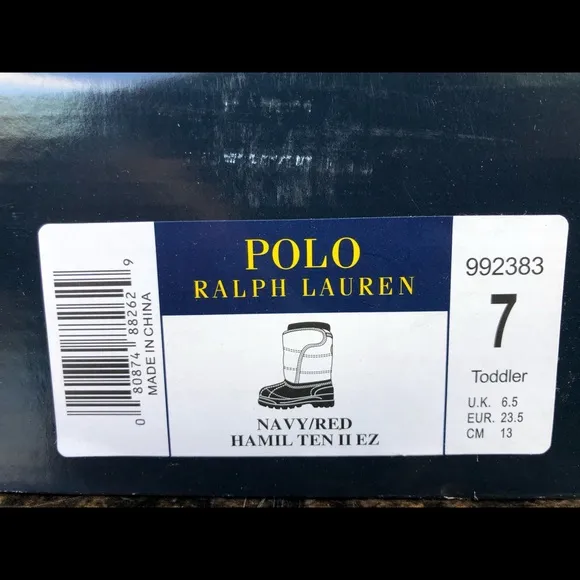 0 80874 88262 9
MADE IN CHINA
POLO
RALPH LAUREN
NAVY/RED
HAMIL TEN II EZ
992383
7
Toddler
U.K. 6.5
EUR. 23.5
CM 13